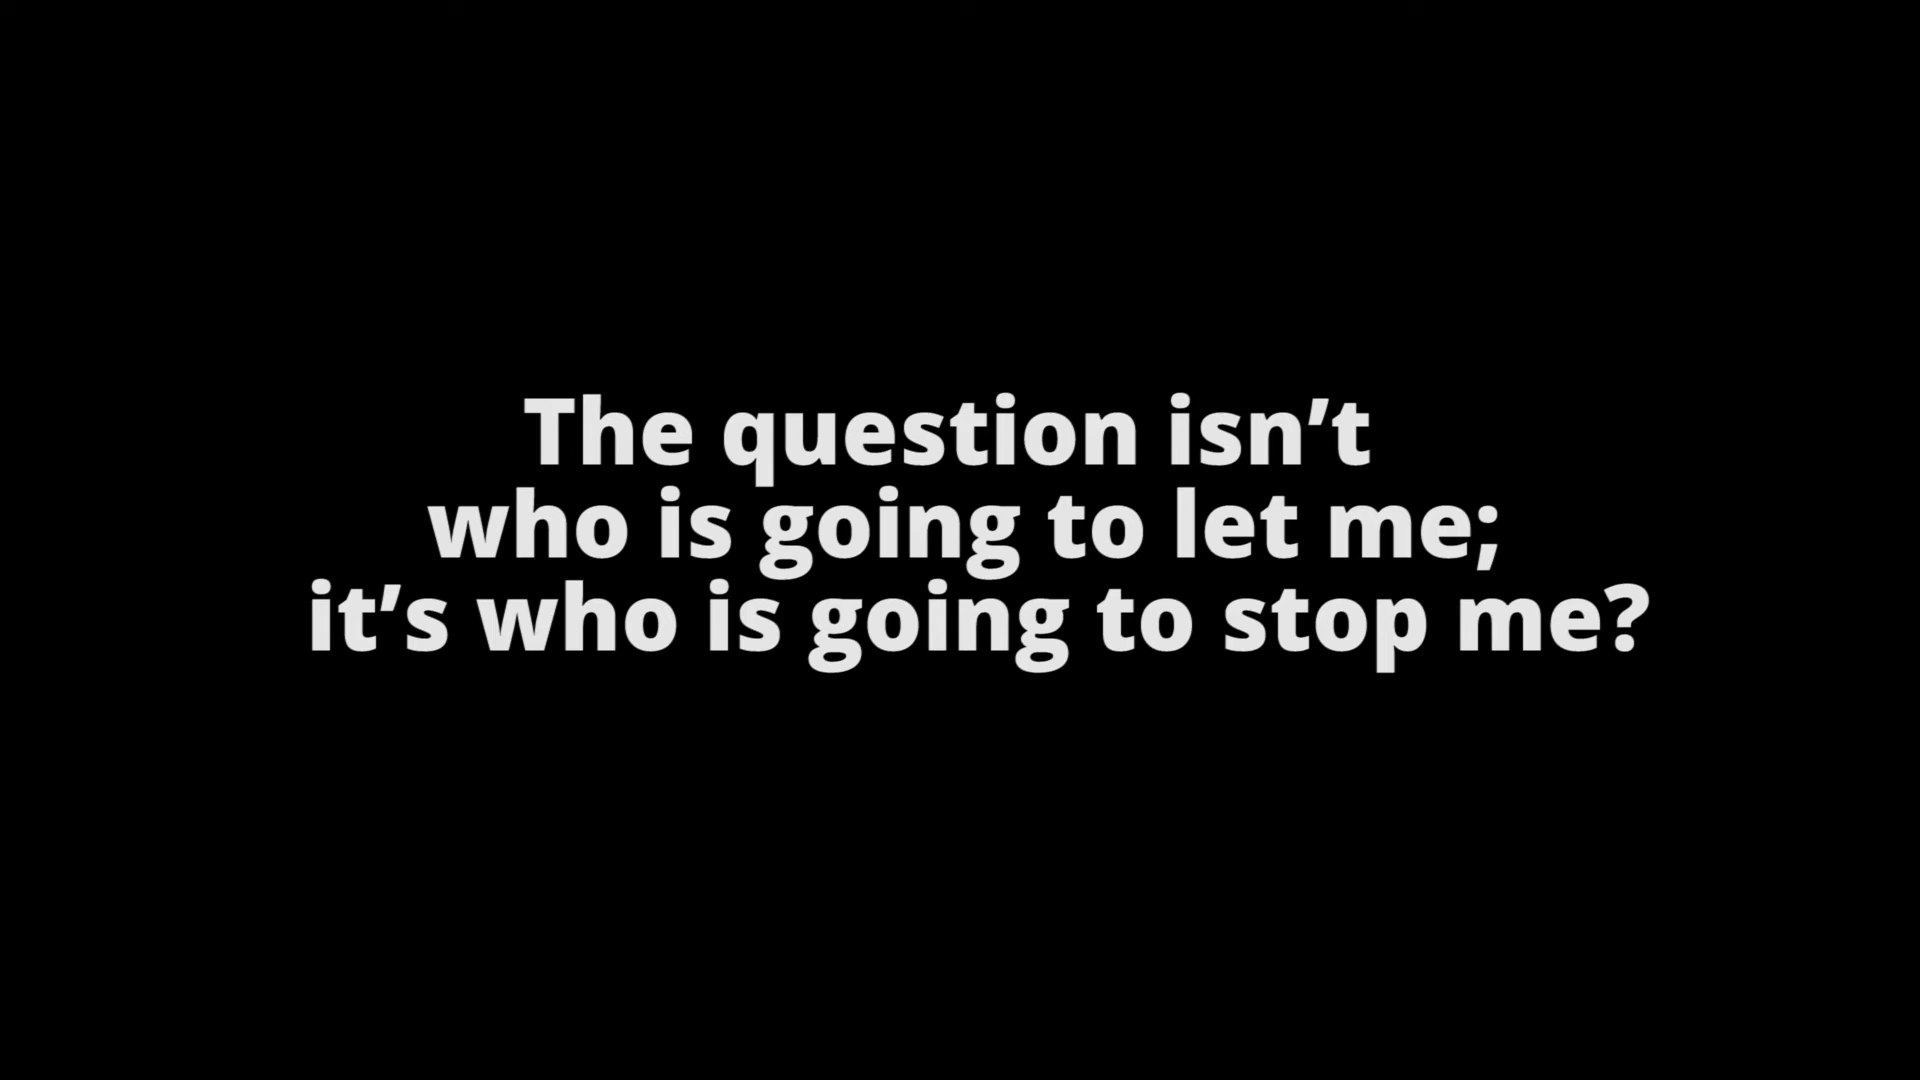 The question isn’t
who is going to let me;
it’s who is going to stop me?